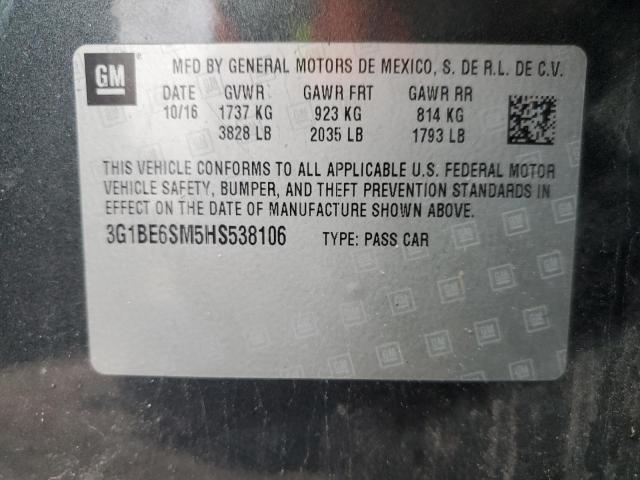 GM
MFD BY GENERAL MOTORS DE MEXICO, S. DE R.L. DE C.V.
DATE GVWR GAWR FRT GAWR RR
10/16 1737 KG 923 KG 814 KG
3828 LB 2035 LB 1793 LB
THIS VEHICLE CONFORMS TO ALL APPLICABLE U.S. FEDERAL MOTOR
VEHICLE SAFETY, BUMPER, AND THEFT PREVENTION STANDARDS IN
EFFECT ON THE DATE OF MANUFACTURE SHOWN ABOVE.
3G1BE6SM5HS538106 TYPE: PASS CAR